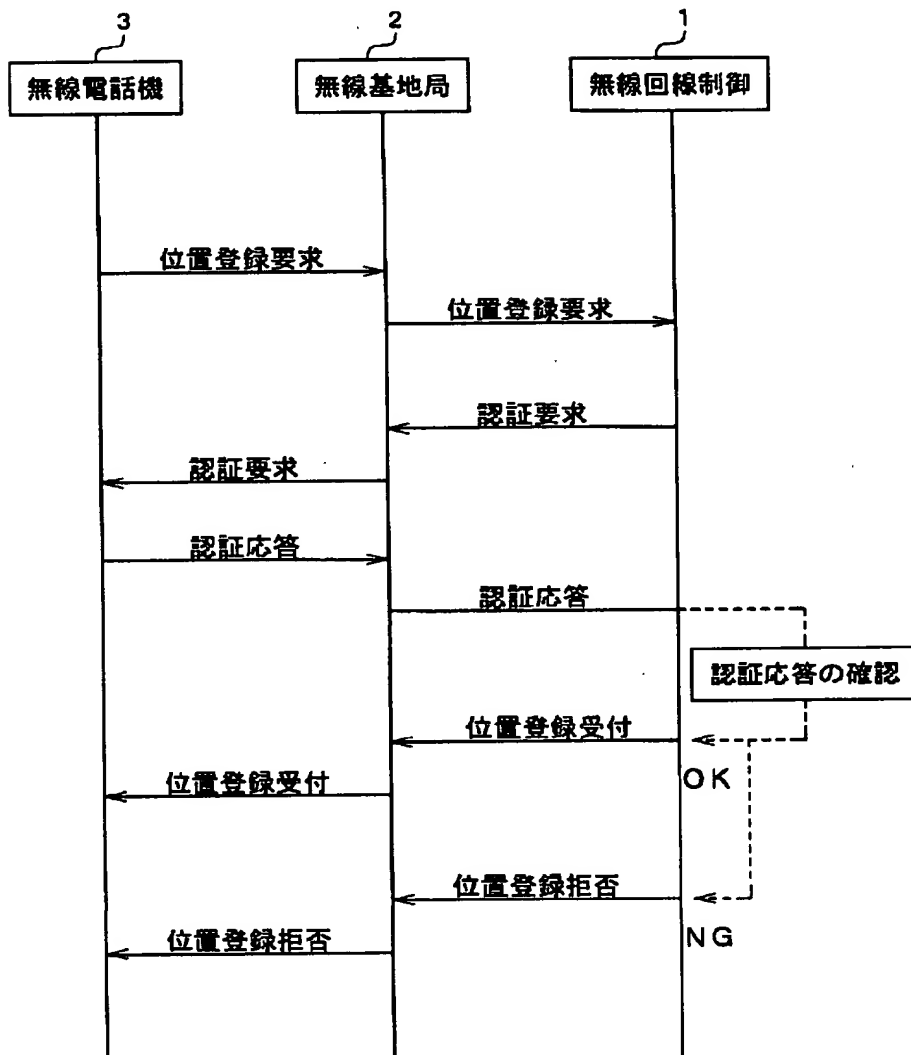 3
2
1
無線電話機
無線基地局
無線回線制御
位置登録要求
位置登録要求
認証要求
認証要求
認証応答
認証応答
認証応答の確認
位置登録受付
OK
位置登録受付
位置登録拒否
NG
位置登録拒否